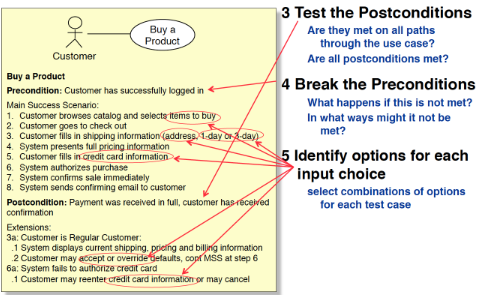 Buy a
Product
Customer
Buy a Product
Precondition: Customer has successfully logged in
Main Success Scenario:
1. Customer browses catalog and selects items to buy
2. Customer goes to check out
3. Customer fills in shipping information (address, 1-day or 3-day)
4. System presents full pricing information
5. Customer fills in credit card information
6. System authorizes purchase
7. System confirms sale immediately
8. System sends confirming email to customer
Postcondition: Payment was received in full, customer has received
confirmation
Extensions:
3a: Customer is Regular Customer:
.1 System displays current shipping, pricing and billing information
.2 Customer may accept or override defaults, cont MSS at step 6
6a: System fails to authorize credit card
.1 Customer may reenter credit card information or may cancel
3 Test the Postconditions
Are they met on all paths
through the use case?
Are all postconditions met?
4 Break the Preconditions
What happens if this is not met?
In what ways might it not be
met?
5 Identify options for each
input choice
select combinations of options
for each test case